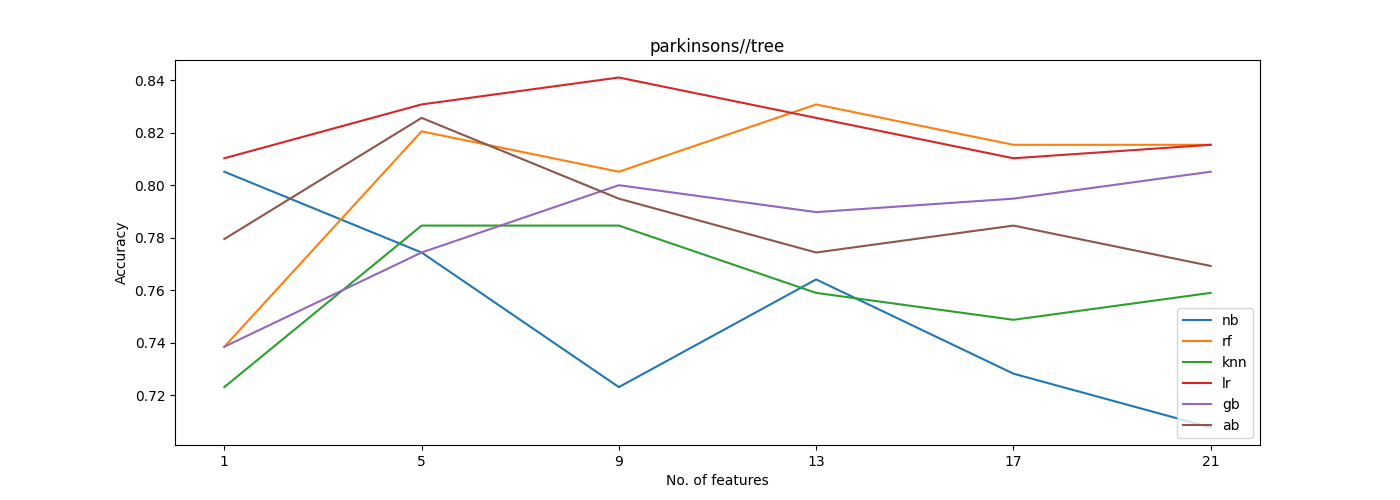 parkinsons//tree
Accuracy
0.84
0.82
0.80
0.78
0.76
0.74
0.72
1 5 9 13 17 21
No. of features
nb
rf
knn
lr
gb
ab